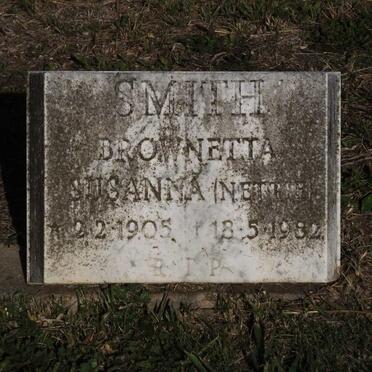 SMITH
BROWNETTA
SUSANNA (NETTIE)
* 2.2.1905 † 18.5.1982
R.I.P.